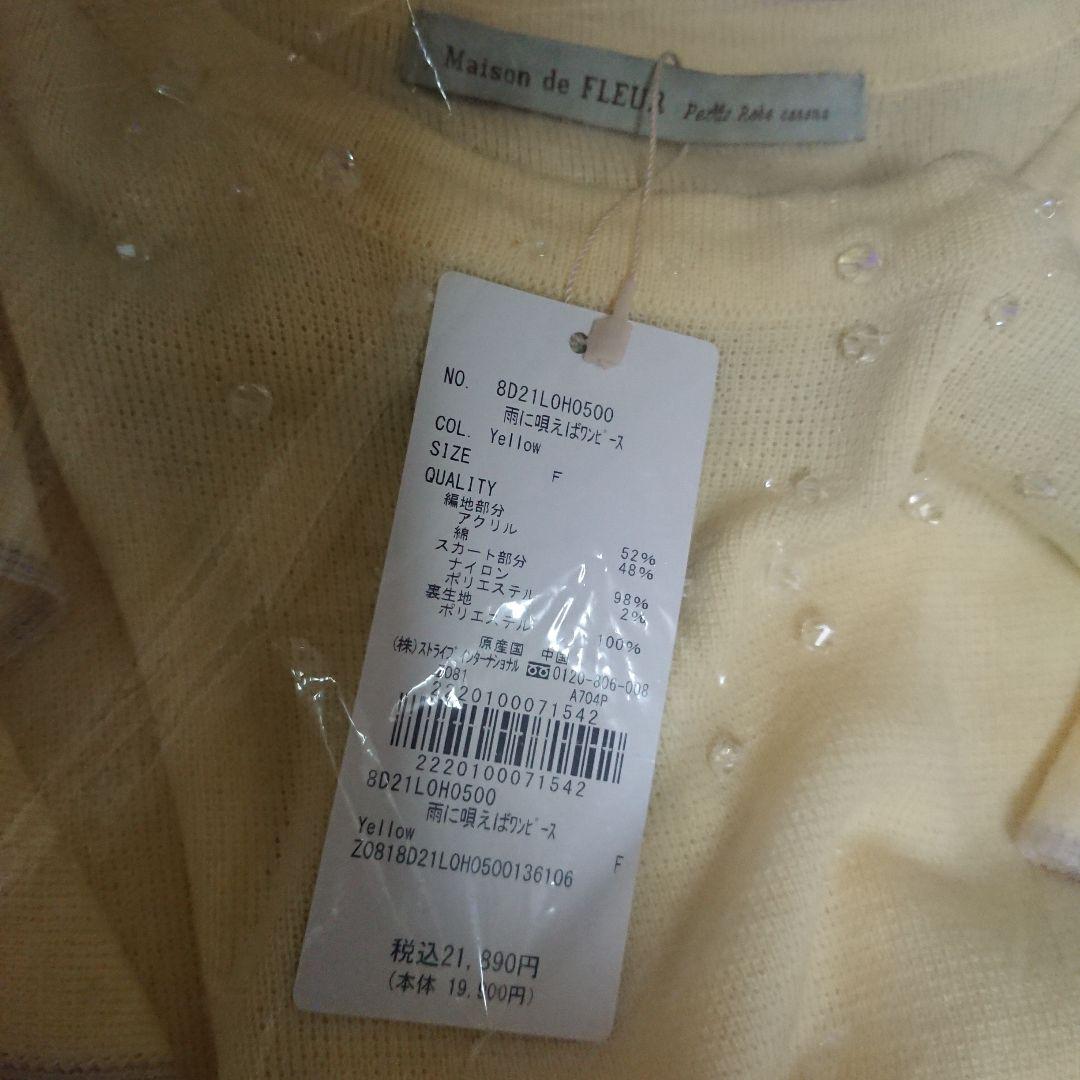 Maison de FLEUR Petite Robe canone
NO. 8D21L0H0500
雨に唄えばﾜﾝﾋﾟｰｽ
COL. Yellow
SIZE F
QUALITY
編地部分
アクリル 52%
綿 48%
スカート部分
ナイロン 98%
ポリエステル 2%
裏生地
ポリエステル 100%
原産国 中国
(株)ｽﾄﾗｲﾌﾟｲﾝﾀｰﾅｼｮﾅﾙ 0120-806-008
A704P
2220100071542
2220100071542
8D21L0H0500
雨に唄えばﾜﾝﾋﾟｰｽ
Yellow F
Z0818D21L0H0500136106
税込21,890円
(本体 19,900円)